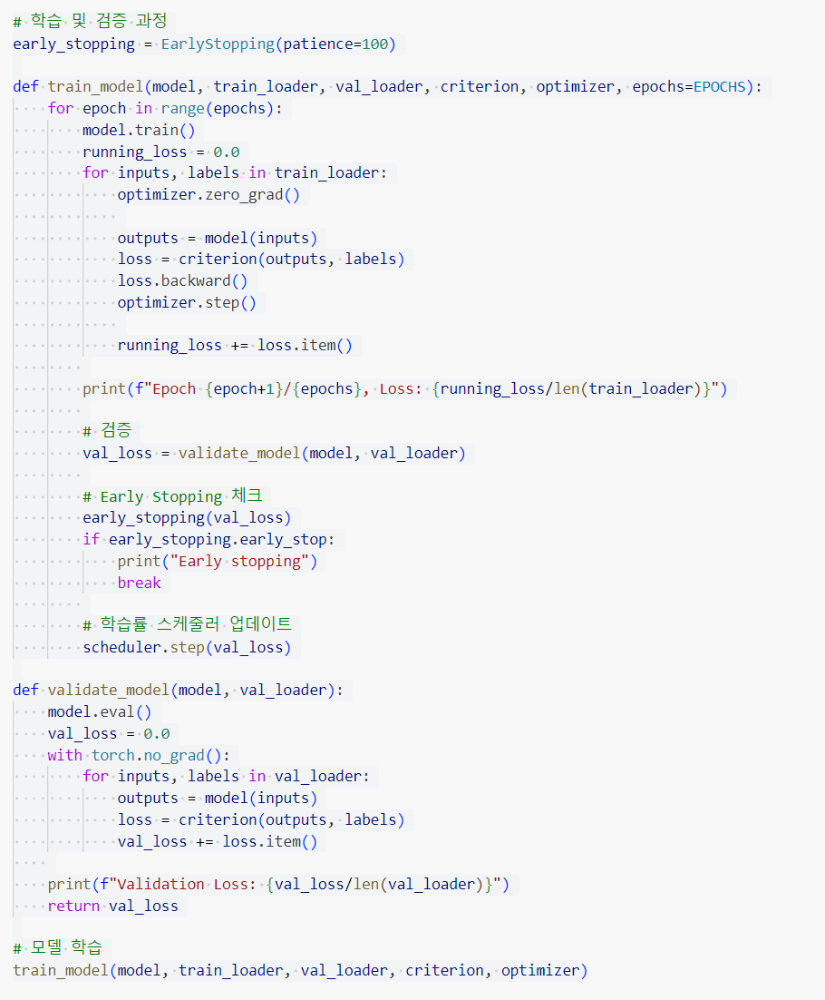 # 학습 및 검증 과정
early_stopping = EarlyStopping(patience=100)
def train_model(model, train_loader, val_loader, criterion, optimizer, epochs=EPOCHS):
    for epoch in range(epochs):
        model.train()
        running_loss = 0.0
        for inputs, labels in train_loader:
            optimizer.zero_grad()
            outputs = model(inputs)
            loss = criterion(outputs, labels)
            loss.backward()
            optimizer.step()
            running_loss += loss.item()
        print(f"Epoch {epoch+1}/{epochs}, Loss: {running_loss/len(train_loader)}")
        # 검증
        val_loss = validate_model(model, val_loader)
        # Early Stopping 체크
        early_stopping(val_loss)
        if early_stopping.early_stop:
            print("Early stopping")
            break
        # 학습률 스케줄러 업데이트
        scheduler.step(val_loss)
def validate_model(model, val_loader):
    model.eval()
    val_loss = 0.0
    with torch.no_grad():
        for inputs, labels in val_loader:
            outputs = model(inputs)
            loss = criterion(outputs, labels)
            val_loss += loss.item()
    print(f"Validation Loss: {val_loss/len(val_loader)}")
    return val_loss
# 모델 학습
train_model(model, train_loader, val_loader, criterion, optimizer)